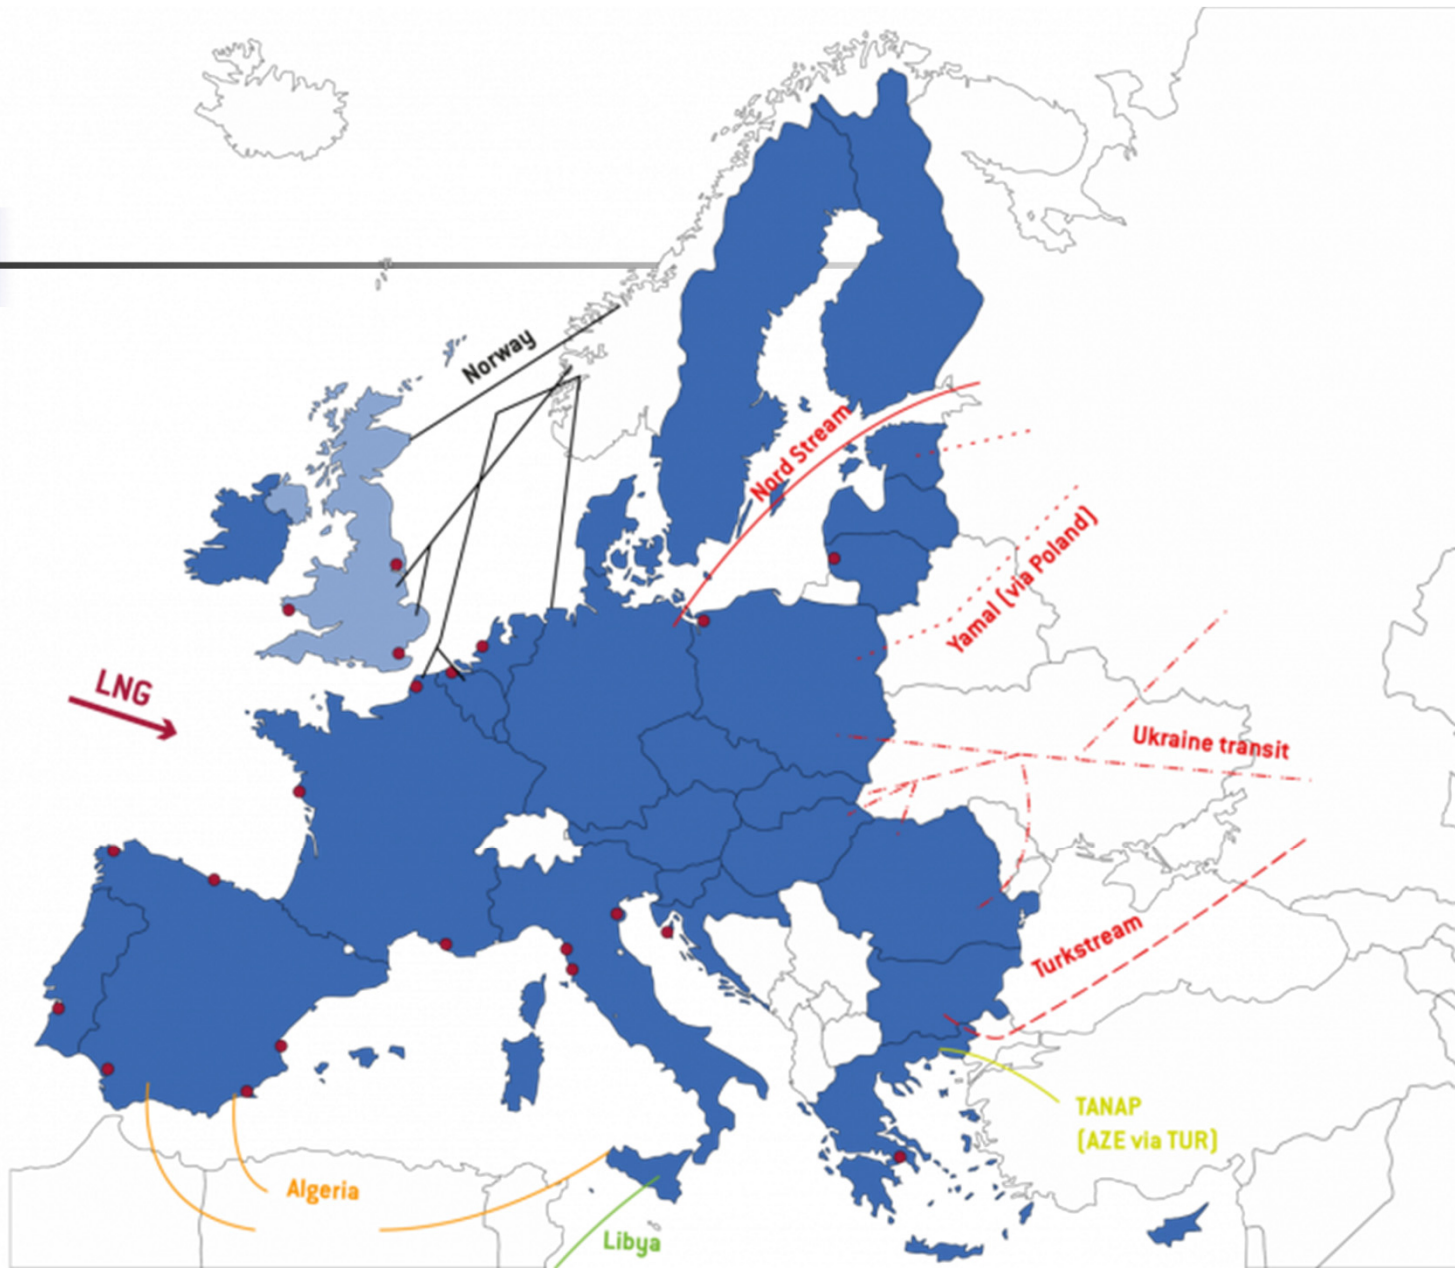 Norway
Nord Stream
Yamal (via Poland)
LNG
Ukraine transit
Turkstream
TANAP
(AZE via TUR)
Algeria
Libya